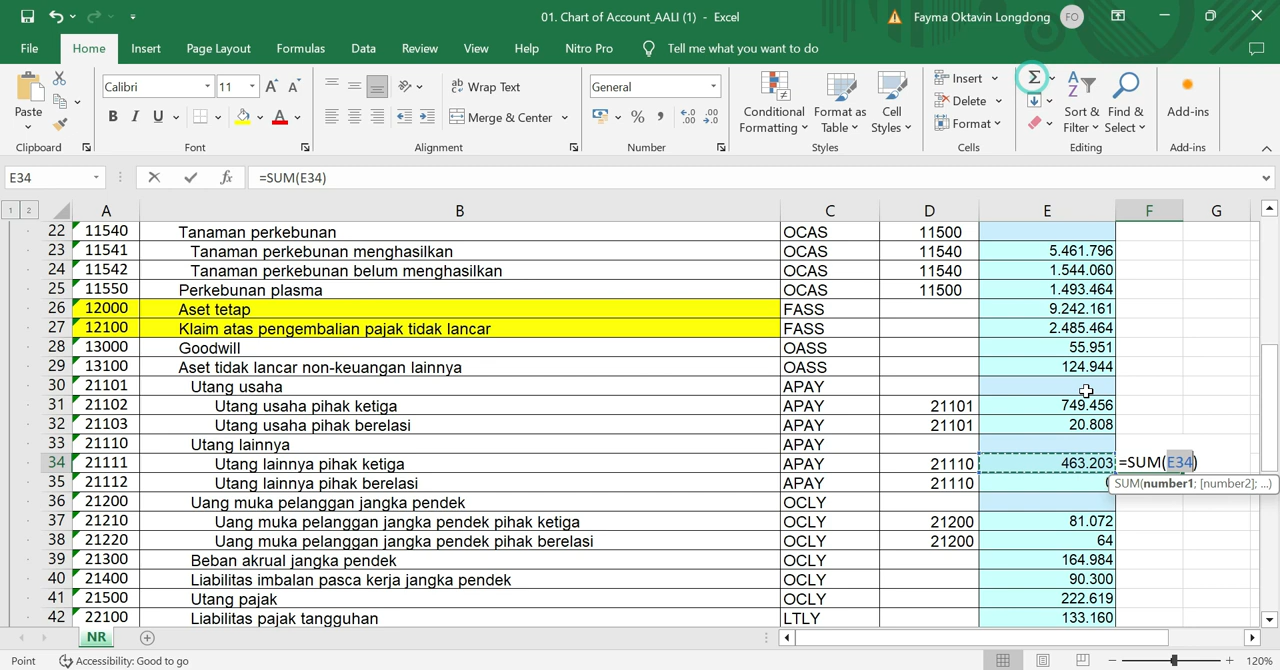 01. Chart of Account_AALI (1) - Excel
Fayma Oktavin Longdong FO
File Home Insert Page Layout Formulas Data Review View Help Nitro Pro Tell me what you want to do
Calibri 11 Wrap Text General Insert
Paste Conditional Formatting Format as Table Cell Styles Delete Sort & Filter Find & Select Add-ins
B I U A Merge & Center % Format
Clipboard Font Alignment Number Styles Cells Editing Add-ins
E34 fx =SUM(E34)
1 2 A B C D E F G
22 11540 Tanaman perkebunan OCAS 11500
23 11541 Tanaman perkebunan menghasilkan OCAS 11540 5.461.796
24 11542 Tanaman perkebunan belum menghasilkan OCAS 11540 1.544.060
25 11550 Perkebunan plasma OCAS 11500 1.493.464
26 12000 Aset tetap FASS 9.242.161
27 12100 Klaim atas pengembalian pajak tidak lancar FASS 2.485.464
28 13000 Goodwill OASS 55.951
29 13100 Aset tidak lancar non-keuangan lainnya OASS 124.944
30 21101 Utang usaha APAY
31 21102 Utang usaha pihak ketiga APAY 21101 749.456
32 21103 Utang usaha pihak berelasi APAY 21101 20.808
33 21110 Utang lainnya APAY
34 21111 Utang lainnya pihak ketiga APAY 21110 463.203 =SUM(E34)
35 21112 Utang lainnya pihak berelasi APAY 21110 SUM(number1; [number2]; ...)
36 21200 Uang muka pelanggan jangka pendek OCLY
37 21210 Uang muka pelanggan jangka pendek pihak ketiga OCLY 21200 81.072
38 21220 Uang muka pelanggan jangka pendek pihak berelasi OCLY 21200 64
39 21300 Beban akrual jangka pendek OCLY 164.984
40 21400 Liabilitas imbalan pasca kerja jangka pendek OCLY 90.300
41 21500 Utang pajak OCLY 222.619
42 22100 Liabilitas pajak tangguhan LTLY 133.160
NR
Point Accessibility: Good to go 120%